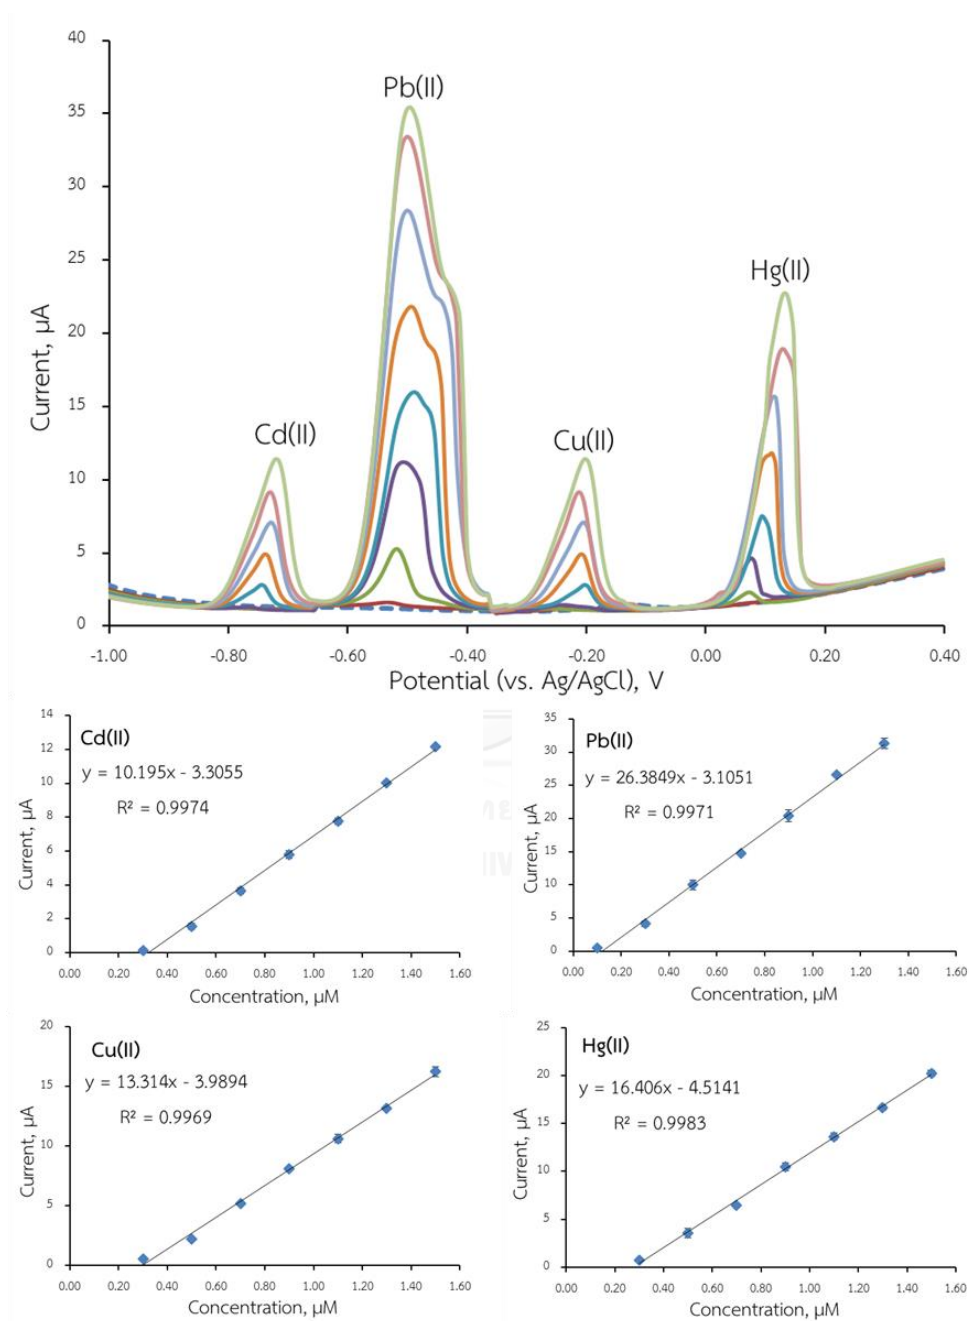 40
Pb(II)
35
30
Hg(II)
25
20
Current, µA
15
Cd(II)
Cu(II)
10
5
0
-1.00 -0.80 -0.60 -0.40 -0.20 0.00 0.20 0.40
Potential (vs. Ag/AgCl), V
14
Cd(II)
12
y = 10.195x - 3.3055
10
R² = 0.9974
8
Current, µA
6
4
2
0
0.00 0.20 0.40 0.60 0.80 1.00 1.20 1.40 1.60
Concentration, µM
35
Pb(II)
30
y = 26.3849x - 3.1051
25
R² = 0.9971
20
Current, µA
15
10
5
0
0.00 0.20 0.40 0.60 0.80 1.00 1.20 1.40 1.60
Concentration, µM
20
Cu(II)
y = 13.314x - 3.9894
15
R² = 0.9969
Current, µA
10
5
0
0.00 0.20 0.40 0.60 0.80 1.00 1.20 1.40 1.60
Concentration, µM
25
Hg(II)
20
y = 16.406x - 4.5141
R² = 0.9983
15
Current, µA
10
5
0
0.00 0.20 0.40 0.60 0.80 1.00 1.20 1.40 1.60
Concentration, µM